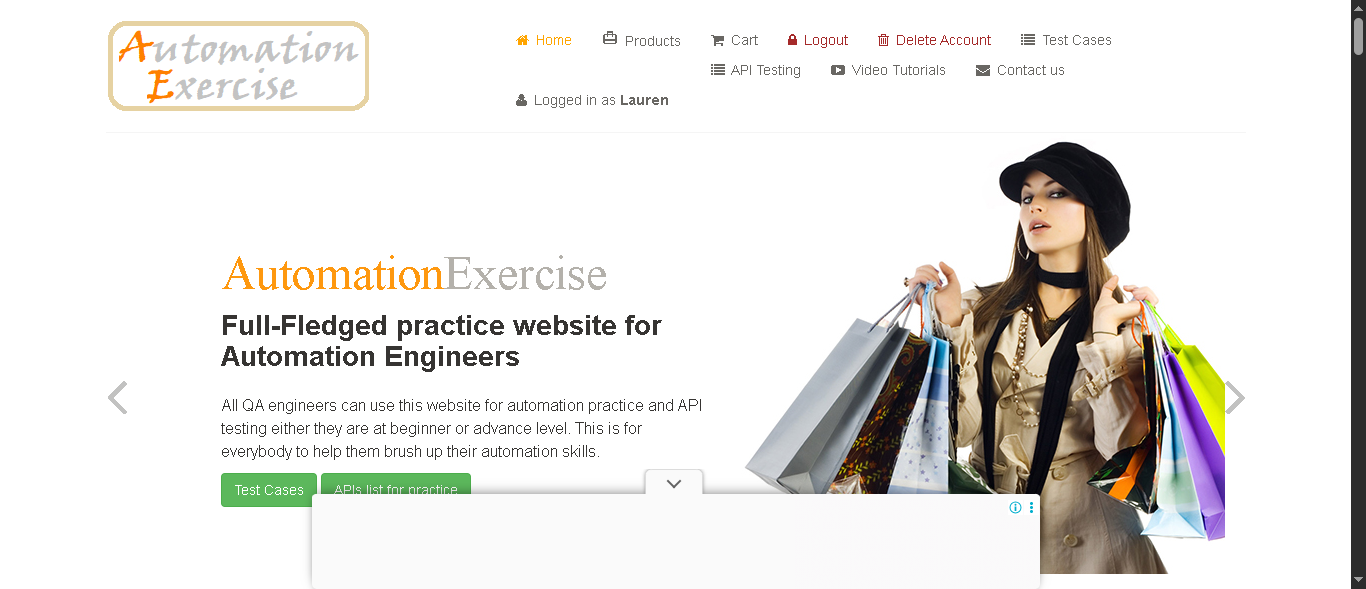 Automation
Exercise
Home Products Cart Logout Delete Account Test Cases
API Testing Video Tutorials Contact us
Logged in as Lauren
AutomationExercise
Full-Fledged practice website for
Automation Engineers
All QA engineers can use this website for automation practice and API
testing either they are at beginner or advance level. This is for
everybody to help them brush up their automation skills.
Test Cases APIs list for practice